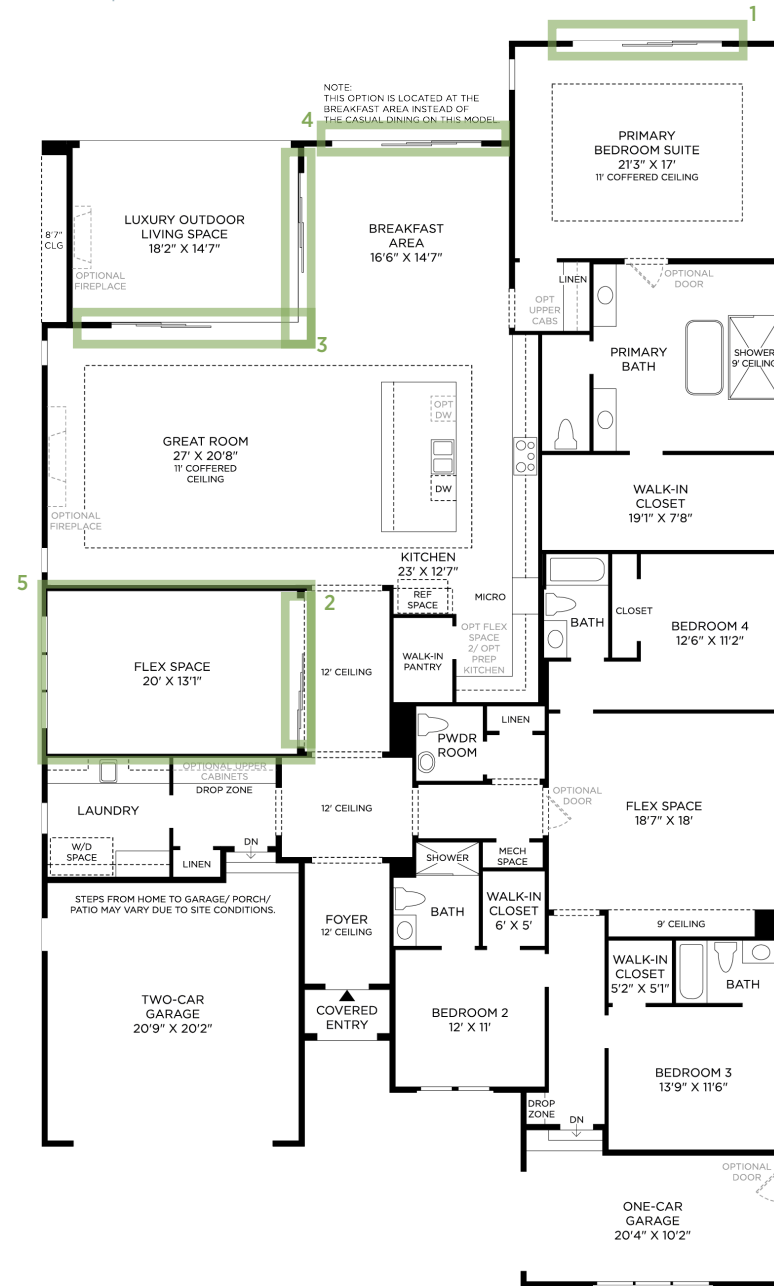 1
NOTE:
THIS OPTION IS LOCATED AT THE
BREAKFAST AREA INSTEAD OF
THE CASUAL DINING ON THIS MODEL.
4
PRIMARY
BEDROOM SUITE
21'3" X 17'
11' COFFERED CEILING
8'7"
CLG
LUXURY OUTDOOR
LIVING SPACE
18'2" X 14'7"
OPTIONAL
FIREPLACE
BREAKFAST
AREA
16'6" X 14'7"
LINEN
OPT
UPPER
CABS
OPTIONAL
DOOR
3
PRIMARY
BATH
SHOWER
9' CEILING
GREAT ROOM
27' X 20'8"
11' COFFERED
CEILING
OPT
DW
DW
OPTIONAL
FIREPLACE
WALK-IN
CLOSET
19'1" X 7'8"
KITCHEN
23' X 12'7"
REF
SPACE
MICRO
5
2
FLEX SPACE
20' X 13'1"
12' CEILING
WALK-IN
PANTRY
OPT FLEX
SPACE
2/ OPT
PREP
KITCHEN
BATH
CLOSET
BEDROOM 4
12'6" X 11'2"
PWDR
ROOM
LINEN
OPTIONAL UPPER
CABINETS
DROP ZONE
LAUNDRY
W/D
SPACE
LINEN
DN
12' CEILING
OPTIONAL
DOOR
FLEX SPACE
18'7" X 18'
SHOWER
MECH
SPACE
STEPS FROM HOME TO GARAGE/ PORCH/
PATIO MAY VARY DUE TO SITE CONDITIONS.
FOYER
12' CEILING
BATH
WALK-IN
CLOSET
6' X 5'
9' CEILING
WALK-IN
CLOSET
5'2" X 5'1"
BATH
TWO-CAR
GARAGE
20'9" X 20'2"
COVERED
ENTRY
BEDROOM 2
12' X 11'
BEDROOM 3
13'9" X 11'6"
DROP
ZONE
DN
OPTIONAL
DOOR
ONE-CAR
GARAGE
20'4" X 10'2"